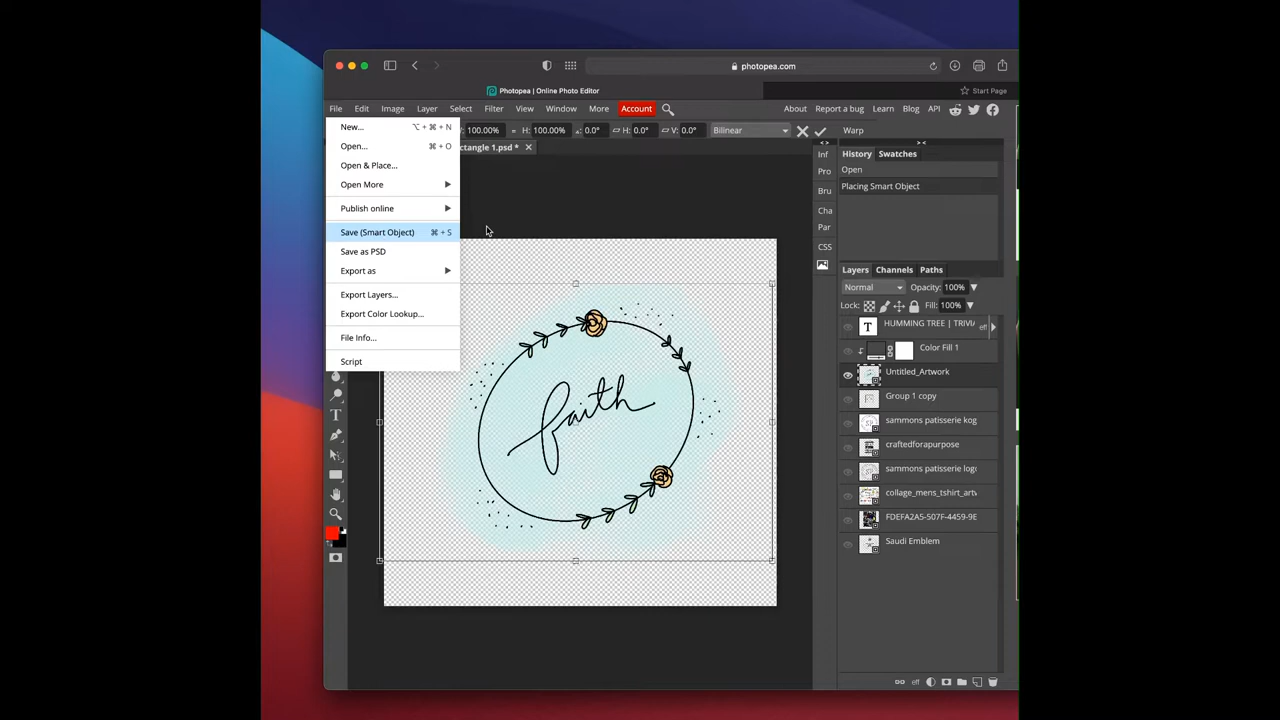 photopea.com
Photopea | Online Photo Editor
Start Page
File Edit Image Layer Select Filter View Window More Account About Report a bug Learn Blog API
100.00% = H: 100.00% 0.0° H: 0.0° V: 0.0° Bilinear Warp
ctangle 1.psd *
New... ⌥ + ⌘ + N
Open... ⌘ + O
Open & Place...
Open More
Publish online
Save (Smart Object) ⌘ + S
Save as PSD
Export as
Export Layers...
Export Color Lookup...
File Info...
Script
faith
Inf
Pro
Bru
Cha
Par
CSS
History Swatches
Open
Placing Smart Object
Layers Channels Paths
Normal Opacity: 100%
Lock: Fill: 100%
T HUMMING TREE | TRIVI eff
Color Fill 1
Untitled_Artwork
Group 1 copy
sammons patisserie kog
craftedforapurpose
sammons patisserie logo
collage_mens_tshirt_artw
FDEFA2A5-507F-4459-9E
Saudi Emblem
eff